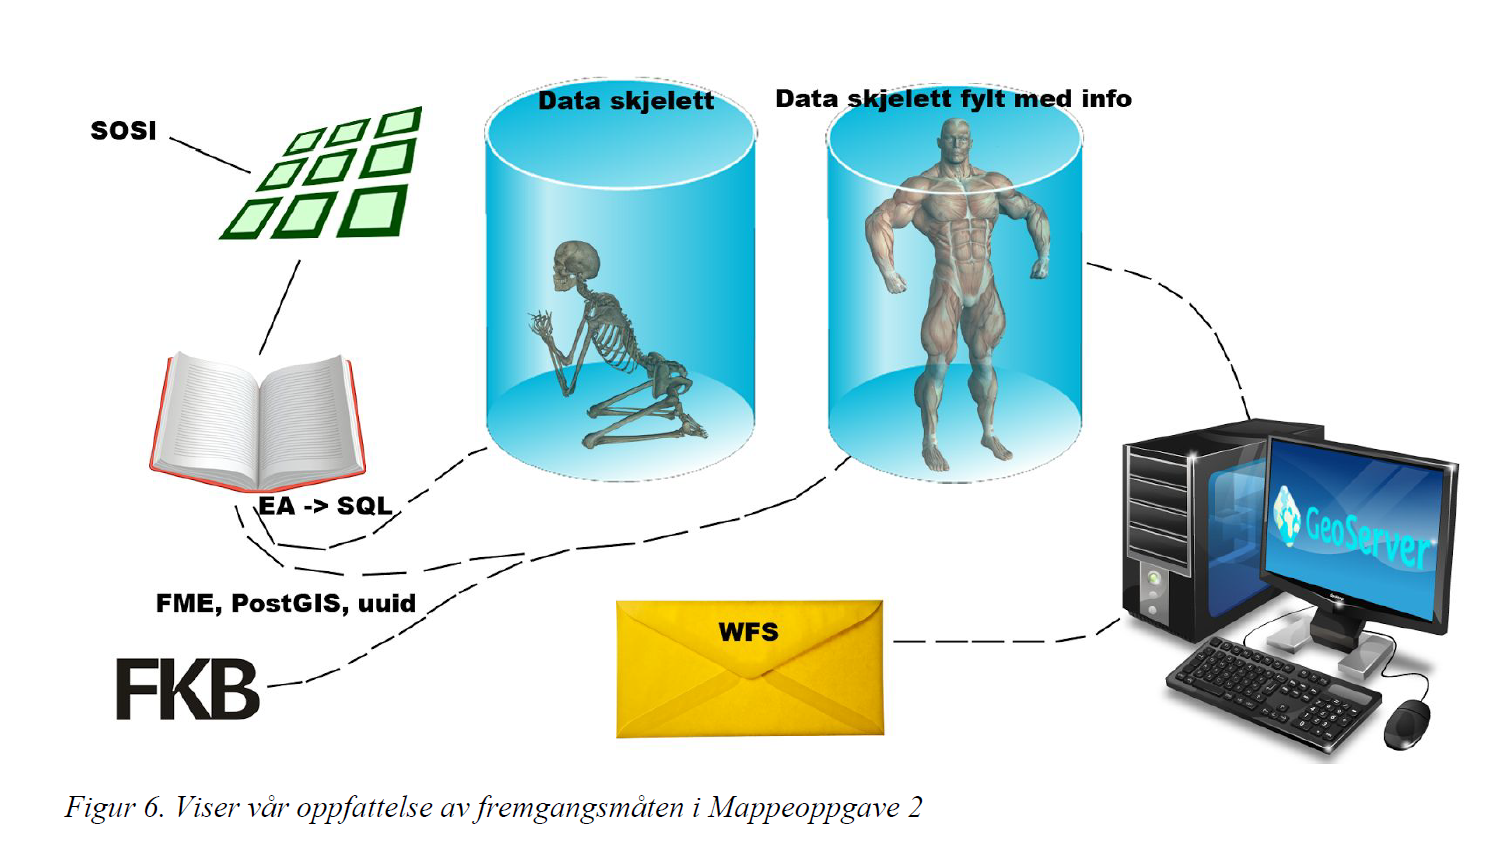 Data skjelett
Data skjelett fylt med info
SOSI
EA -> SQL
GeoServer
FME, PostGIS, uuid
WFS
FKB
Figur 6. Viser vår oppfattelse av fremgangsmåten i Mappeoppgave 2